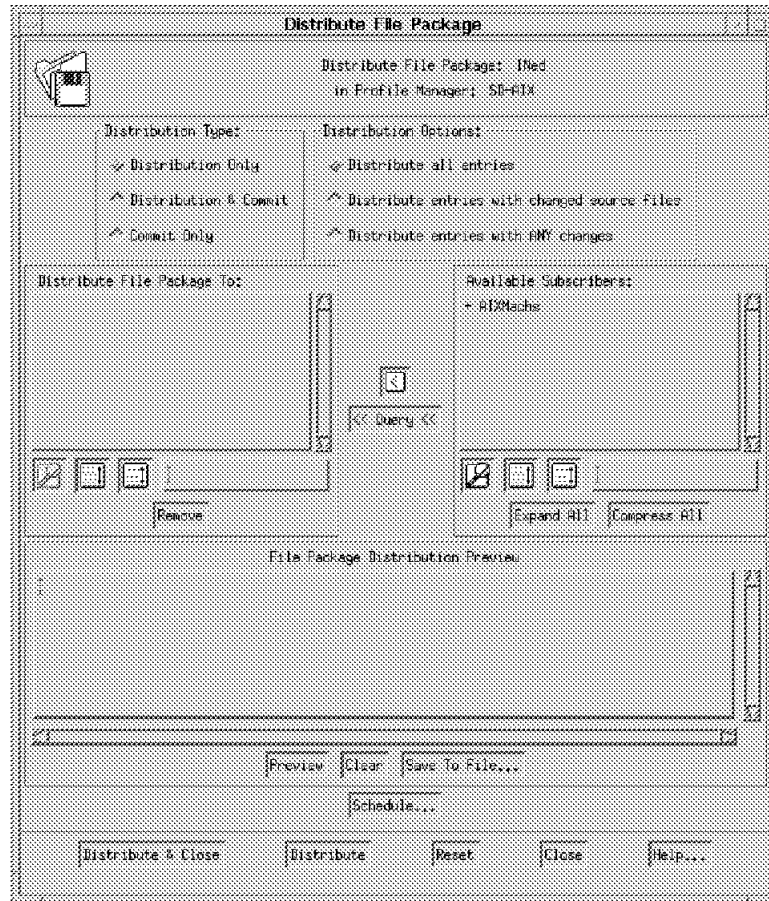 Distribute File Package
Distribute File Package: INed
in Profile Manager: SD-AIX
Distribution Type:
Distribution Only
Distribution & Commit
Commit Only
Distribution Options:
Distribute all entries
Distribute entries with changed source files
Distribute entries with ANY changes
Distribute File Package To:
<
<< Query <<
Remove
Available Subscribers:
+ AIXMachs
Expand All Compress All
File Package Distribution Preview
Preview Clear Save To File...
Schedule...
Distribute & Close Distribute Reset Close Help...